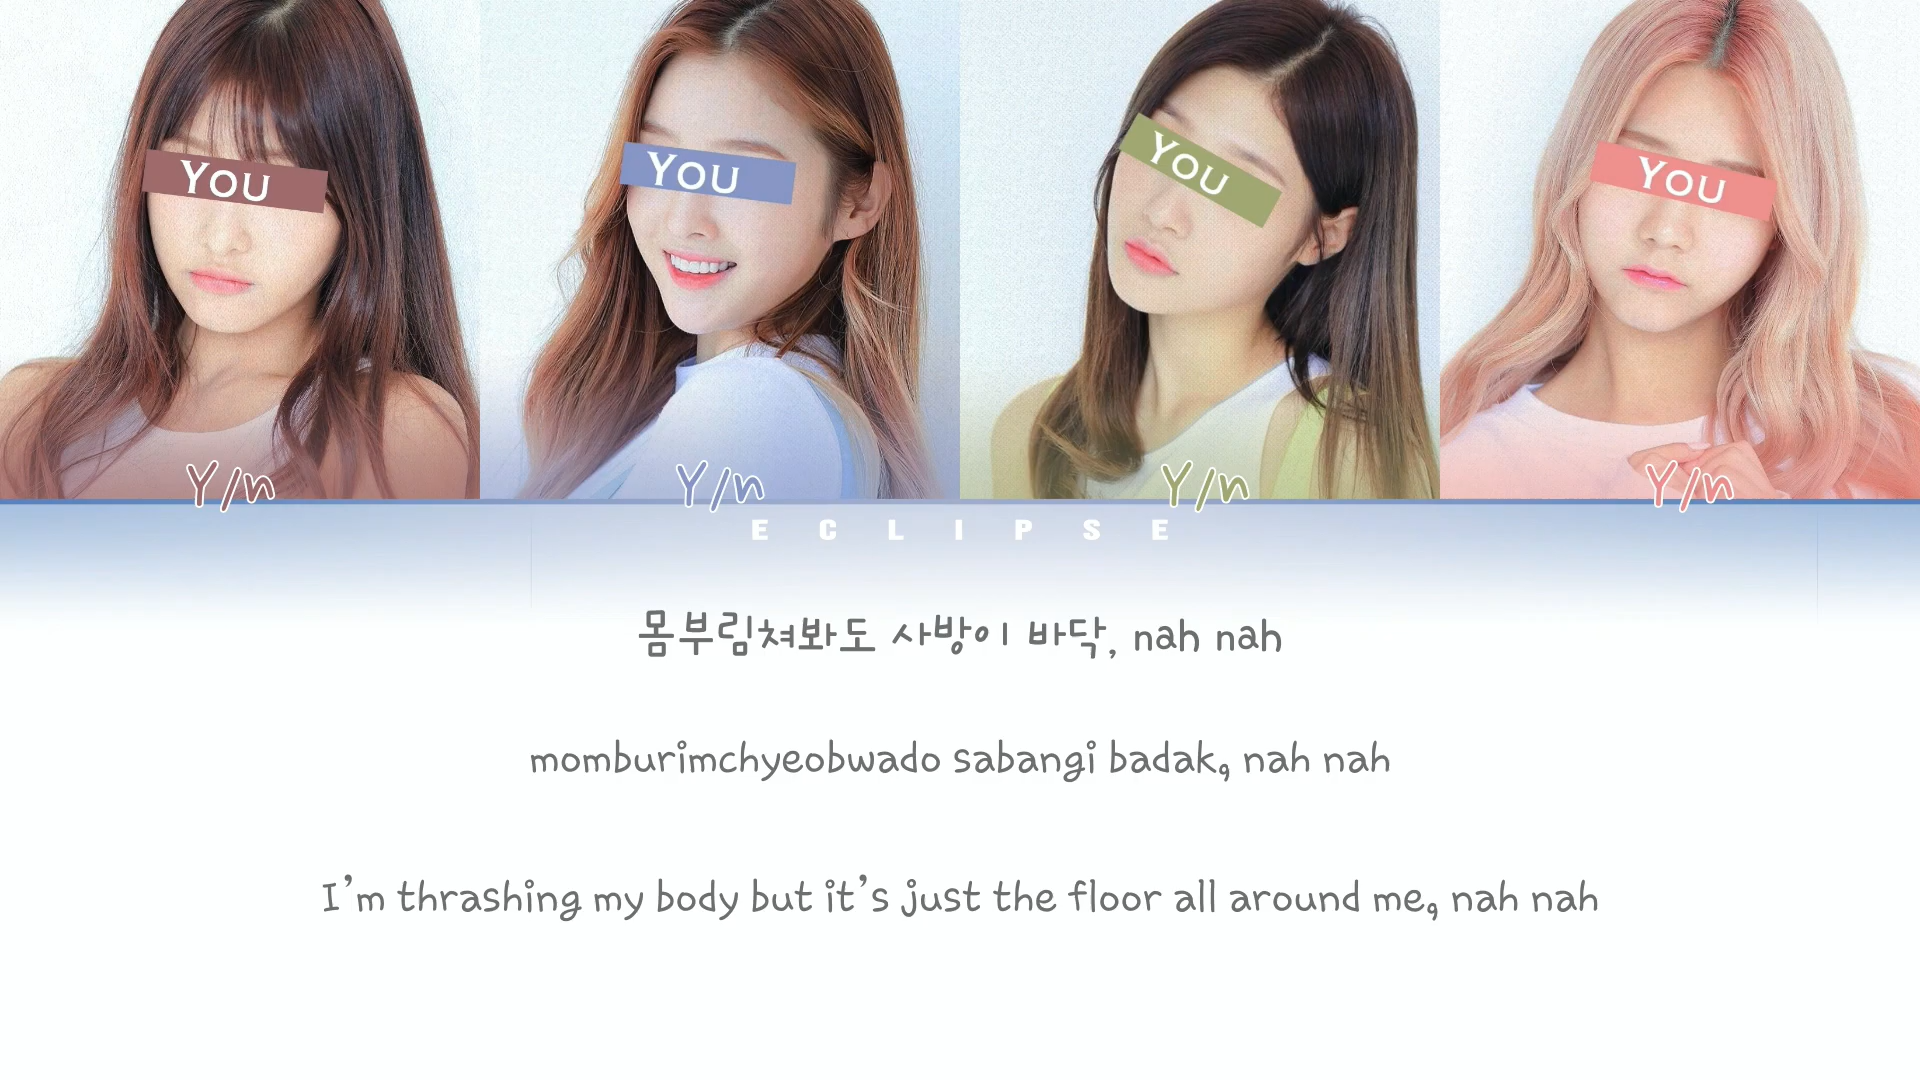 YOU
YOU
YOU
YOU
Y/n
Y/n
Y/n
Y/n
ECLIPSE
몸부림쳐봐도 사방이 바닥, nah nah
momburimchyeobwado sabangi badak, nah nah
I'm thrashing my body but it's just the floor all around me, nah nah